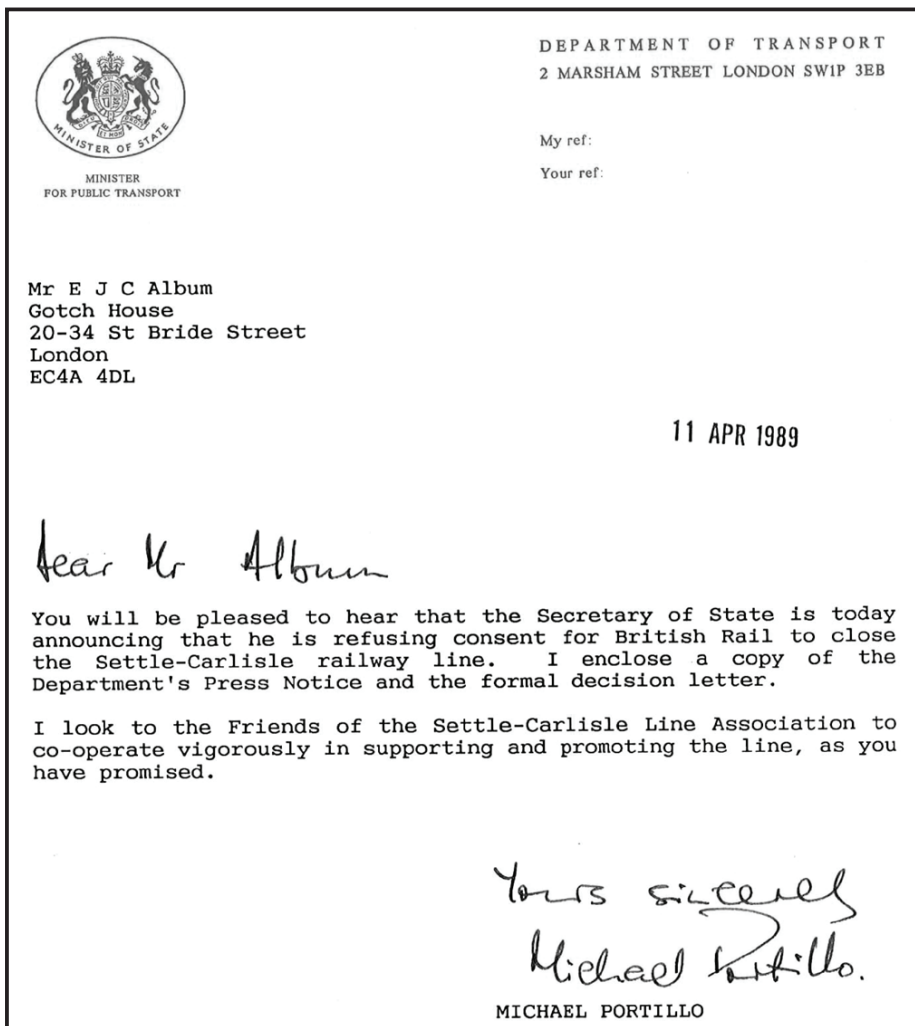 DEPARTMENT OF TRANSPORT
2 MARSHAM STREET LONDON SW1P 3EB
My ref:
Your ref:
MINISTER OF STATE
MINISTER
FOR PUBLIC TRANSPORT
Mr E J C Album
Gotch House
20-34 St Bride Street
London
EC4A 4DL
11 APR 1989
Dear Mr Album
You will be pleased to hear that the Secretary of State is today
announcing that he is refusing consent for British Rail to close
the Settle-Carlisle railway line. I enclose a copy of the
Department's Press Notice and the formal decision letter.
I look to the Friends of the Settle-Carlisle Line Association to
co-operate vigorously in supporting and promoting the line, as you
have promised.
Yours sincerely
Michael Portillo.
MICHAEL PORTILLO